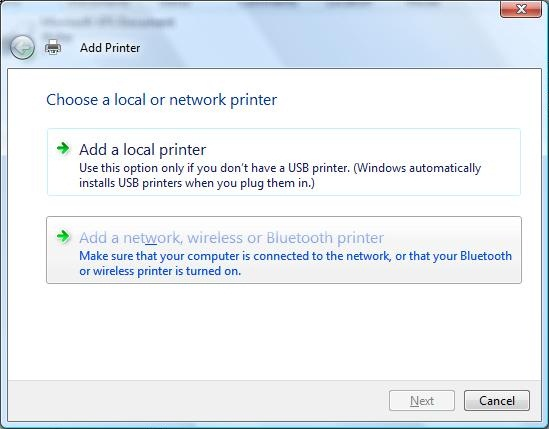 Microsoft XPS Document
Add Printer
Choose a local or network printer
Add a local printer
Use this option only if you don't have a USB printer. (Windows automatically
installs USB printers when you plug them in.)
Add a network, wireless or Bluetooth printer
Make sure that your computer is connected to the network, or that your Bluetooth
or wireless printer is turned on.
Next
Cancel